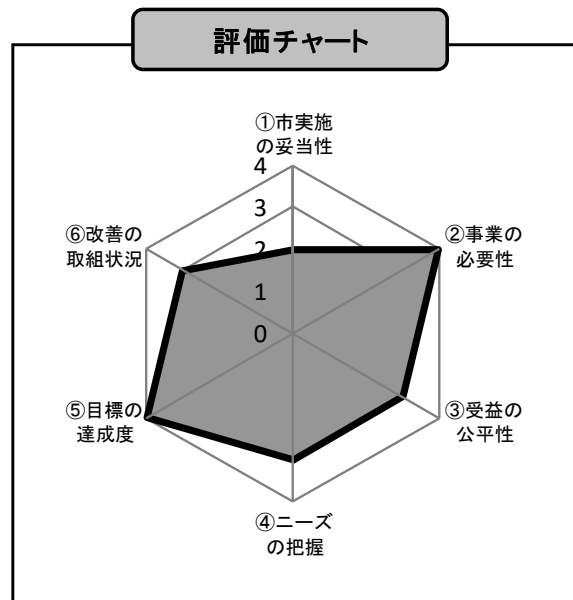 評価チャート
①市実施
の妥当性
4
3
2
1
0
②事業の
必要性
③受益の
公平性
④ニーズ
の把握
⑤目標の
達成度
⑥改善の
取組状況